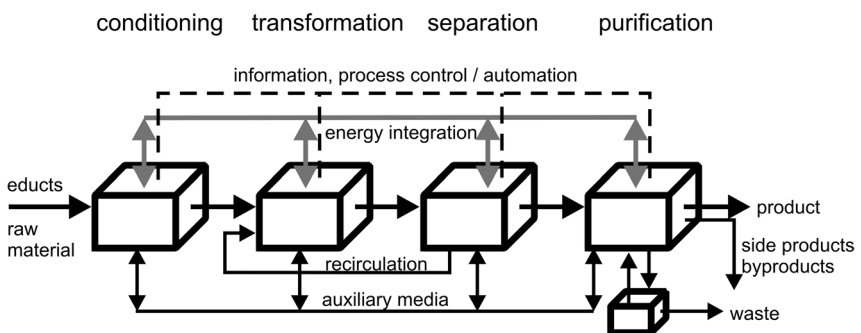 conditioning transformation separation purification
information, process control / automation
energy integration
educts
raw
material
product
side products
byproducts
recirculation
auxiliary media
waste